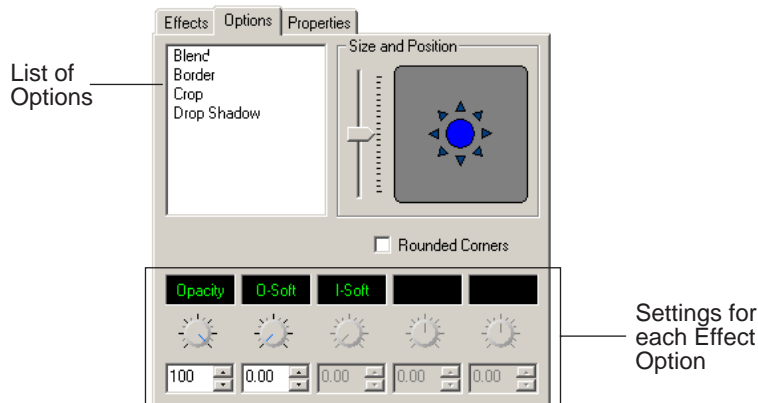 Effects Options Properties
List of
Options
Blend
Border
Crop
Drop Shadow
Size and Position
Rounded Corners
Opacity O-Soft I-Soft
100 0.00 0.00 0.00 0.00
Settings for
each Effect
Option